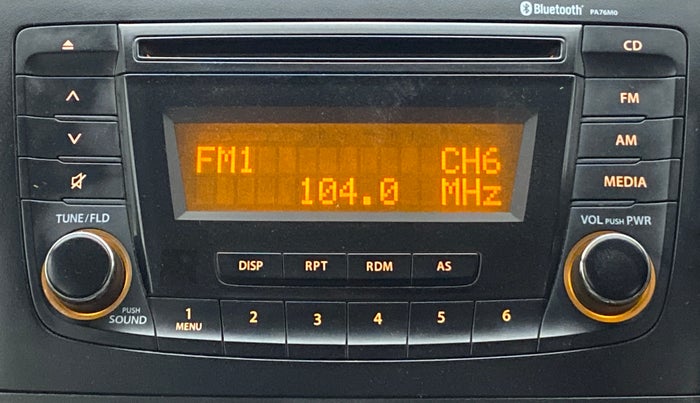 Bluetooth® PA76M0
CD
FM
AM
MEDIA
FM1 CH6
104.0 MHz
TUNE/FLD
VOL PUSH PWR
DISP RPT RDM AS
PUSH
SOUND
1 2 3 4 5 6
MENU